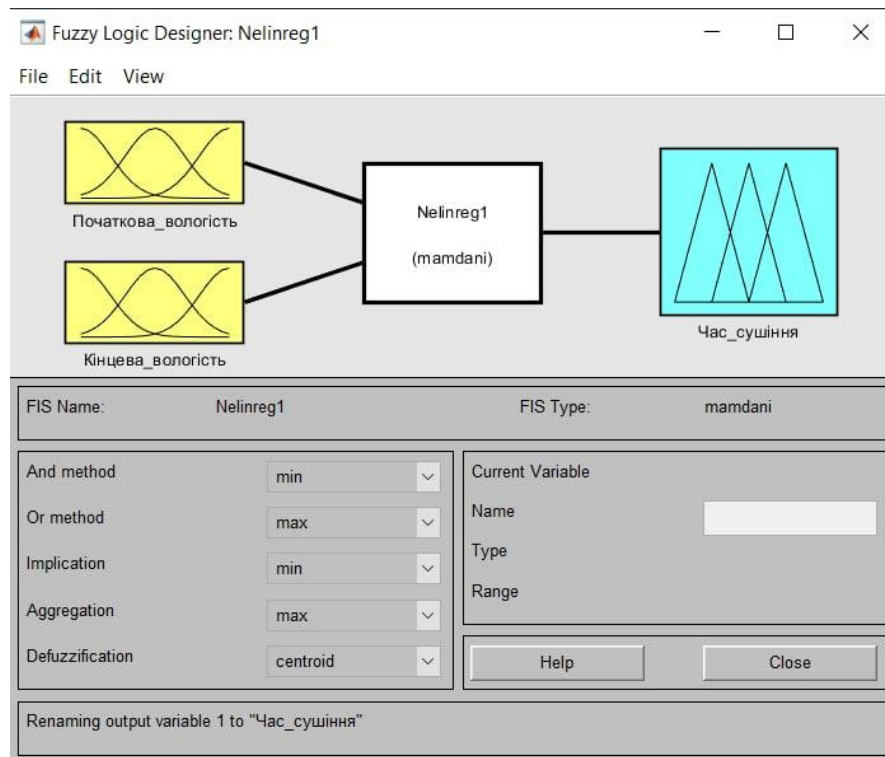 Fuzzy Logic Designer: Nelinreg1
File Edit View
Початкова_вологість
Кінцева_вологість
Nelinreg1
(mamdani)
Час_сушіння
FIS Name: Nelinreg1 FIS Type: mamdani
And method min
Or method max
Implication min
Aggregation max
Defuzzification centroid
Current Variable
Name
Type
Range
Help Close
Renaming output variable 1 to "Час_сушіння"